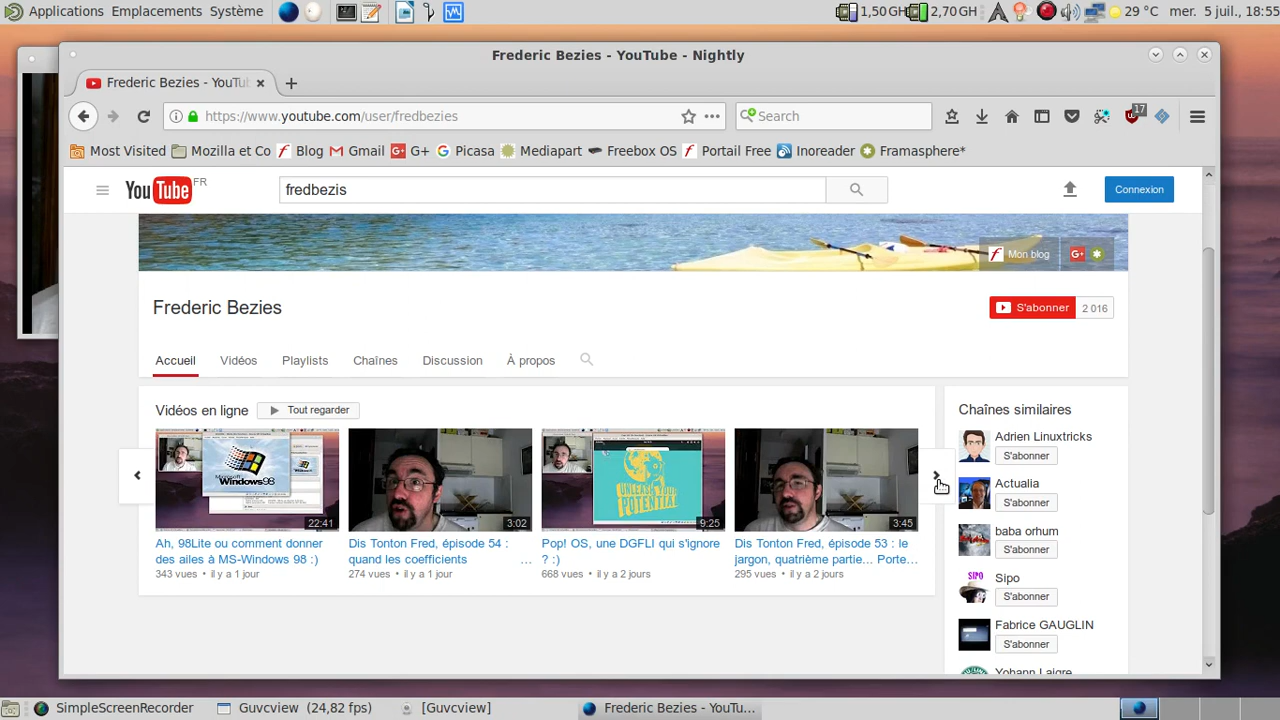 Applications Emplacements Système 1,50 GH 2,70 GH 29 °C mer. 5 juil., 18:55
Frederic Bezies - YouTube - Nightly
Frederic Bezies - YouTu
https://www.youtube.com/user/fredbezies
Search
17
Most Visited Mozilla et Co Blog Gmail G+ Picasa Mediapart Freebox OS Portail Free Inoreader Framasphere*
YouTube FR
fredbezis
Connexion
Mon blog
Frederic Bezies
S'abonner 2 016
Accueil Vidéos Playlists Chaînes Discussion À propos
Vidéos en ligne Tout regarder
Microsoft Windows98
22:41
3:02
UNLEASH YOUR POTENTIAL
9:25
3:45
Ah, 98Lite ou comment donner des ailes à MS-Windows 98 :)
343 vues • il y a 1 jour
Dis Tonton Fred, épisode 54 : quand les coefficients ...
274 vues • il y a 1 jour
Pop! OS, une DGFLI qui s'ignore ? :)
668 vues • il y a 2 jours
Dis Tonton Fred, épisode 53 : le jargon, quatrième partie... Porte...
295 vues • il y a 2 jours
Chaînes similaires
Adrien Linuxtricks
S'abonner
Actualia
S'abonner
baba orhum
S'abonner
SIPO
Sipo
S'abonner
Fabrice GAUGLIN
S'abonner
Yohann Laigre
SimpleScreenRecorder Guvcview (24,82 fps) [Guvcview] Frederic Bezies - YouTu...